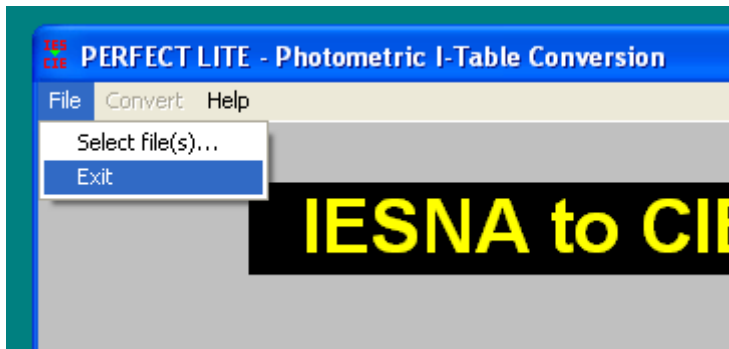 IES
CIE
PERFECT LITE - Photometric I-Table Conversion
File Convert Help
Select file(s)...
Exit
IESNA to CIE